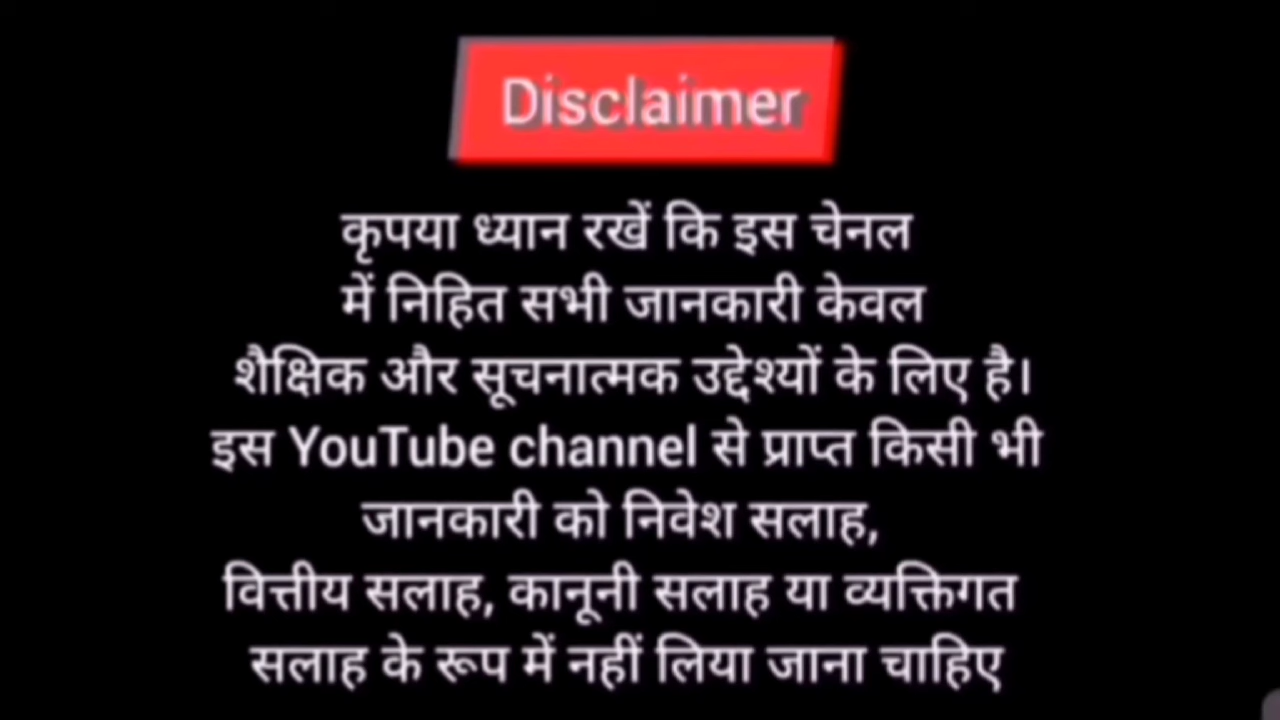 Disclaimer
कृपया ध्यान रखें कि इस चेनल
में निहित सभी जानकारी केवल
शैक्षिक और सूचनात्मक उद्देश्यों के लिए है।
इस YouTube channel से प्राप्त किसी भी
जानकारी को निवेश सलाह,
वित्तीय सलाह, कानूनी सलाह या व्यक्तिगत
सलाह के रूप में नहीं लिया जाना चाहिए